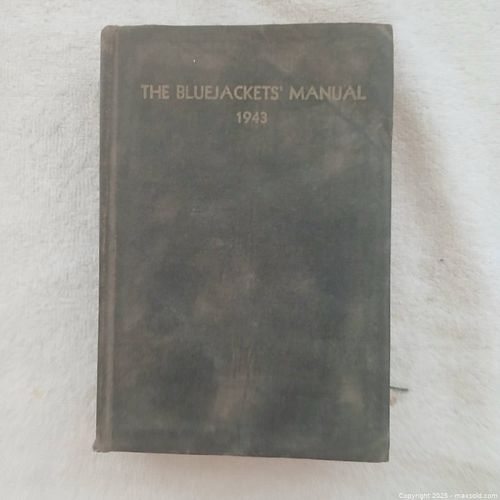 THE BLUEJACKETS' MANUAL
1943
Copyright 2025 - maxsold.com